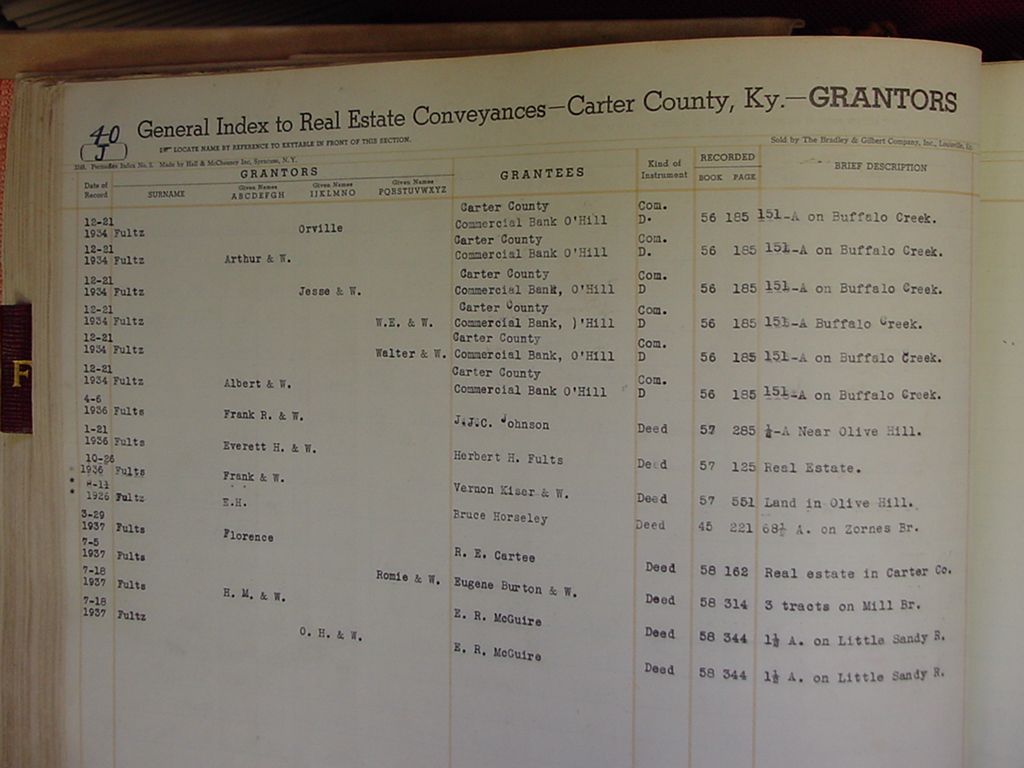 General Index to Real Estate Conveyances—Carter County, Ky.—GRANTORS
40
J
LOCATE NAME BY REFERENCE TO KEYTABLE IN FRONT OF THIS SECTION.
Sold by The Bradley & Gilbert Company, Inc., Louisville, Ky.
Permaflex Index No. 2. Made by Hall & McChesney Inc, Syracuse, N. Y.
Date of Record GRANTORS GRANTEES Kind of Instrument RECORDED BRIEF DESCRIPTION
SURNAME Given Names ABCDEFGH Given Names IJKLMNO Given Names PQRSTUVWXYZ BOOK PAGE
12-21 Carter County Com.
1934 Fultz Orville Commercial Bank O'Hill D. 56 185 151-A on Buffalo Creek.
12-21 Carter County Com.
1934 Fultz Arthur & W. Commercial Bank O'Hill D. 56 185 151-A on Buffalo Creek.
12-21 Carter County Com.
1934 Fultz Jesse & W. Commercial Bank, O'Hill D 56 185 151-A on Buffalo Creek.
12-21 Carter County Com.
1934 Fultz W.E. & W. Commercial Bank, )'Hill D 56 185 151-A Buffalo Creek.
12-21 Carter County Com.
1934 Fultz Walter & W. Commercial Bank, O'Hill D 56 185 151-A on Buffalo Creek.
12-21 Carter County Com.
1934 Fultz Albert & W. Commercial Bank O'Hill D 56 185 151-A on Buffalo Creek.
4-6
1936 Fults Frank R. & W. J.J.C. Johnson Deed 57 285 ½-A Near Olive Hill.
1-21
1936 Fults Everett H. & W. Herbert H. Fults Deed 57 125 Real Estate.
10-26
1936 Fults Frank & W. Vernon Kiser & W. Deed 57 551 Land in Olive Hill.
8-11
1926 Fultz E.H. Bruce Horseley Deed 45 221 68½ A. on Zornes Br.
3-29
1937 Fults Florence R. E. Cartee Deed 58 162 Real estate in Carter Co.
7-5
1937 Fults Romie & W. Eugene Burton & W. Deed 58 314 3 tracts on Mill Br.
7-18
1937 Fults H. M. & W. E. R. McGuire Deed 58 344 1½ A. on Little Sandy R.
7-18
1937 Fultz O. H. & W. E. R. McGuire Deed 58 344 1½ A. on Little Sandy R.
F